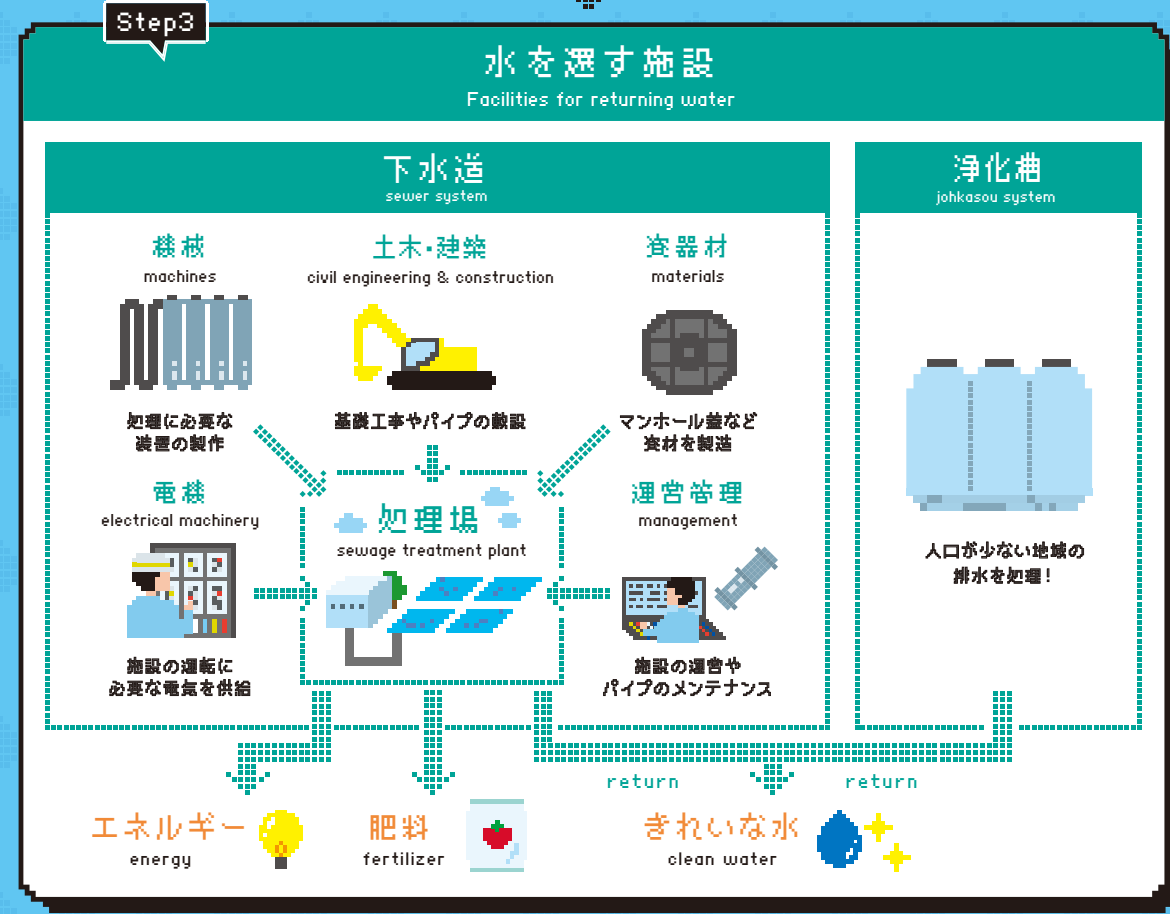 Step3
水を還す施設
Facilities for returning water
下水道
sewer system
機械
machines
処理に必要な
装置の製作
土木・建築
civil engineering & construction
基礎工事やパイプの敷設
資器材
materials
マンホール蓋など
資材を製造
電機
electrical machinery
施設の運転に
必要な電気を供給
処理場
sewage treatment plant
運営管理
management
施設の運営や
パイプのメンテナンス
浄化槽
johkasou system
人口が少ない地域の
排水を処理！
return
return
エネルギー
energy
肥料
fertilizer
きれいな水
clean water